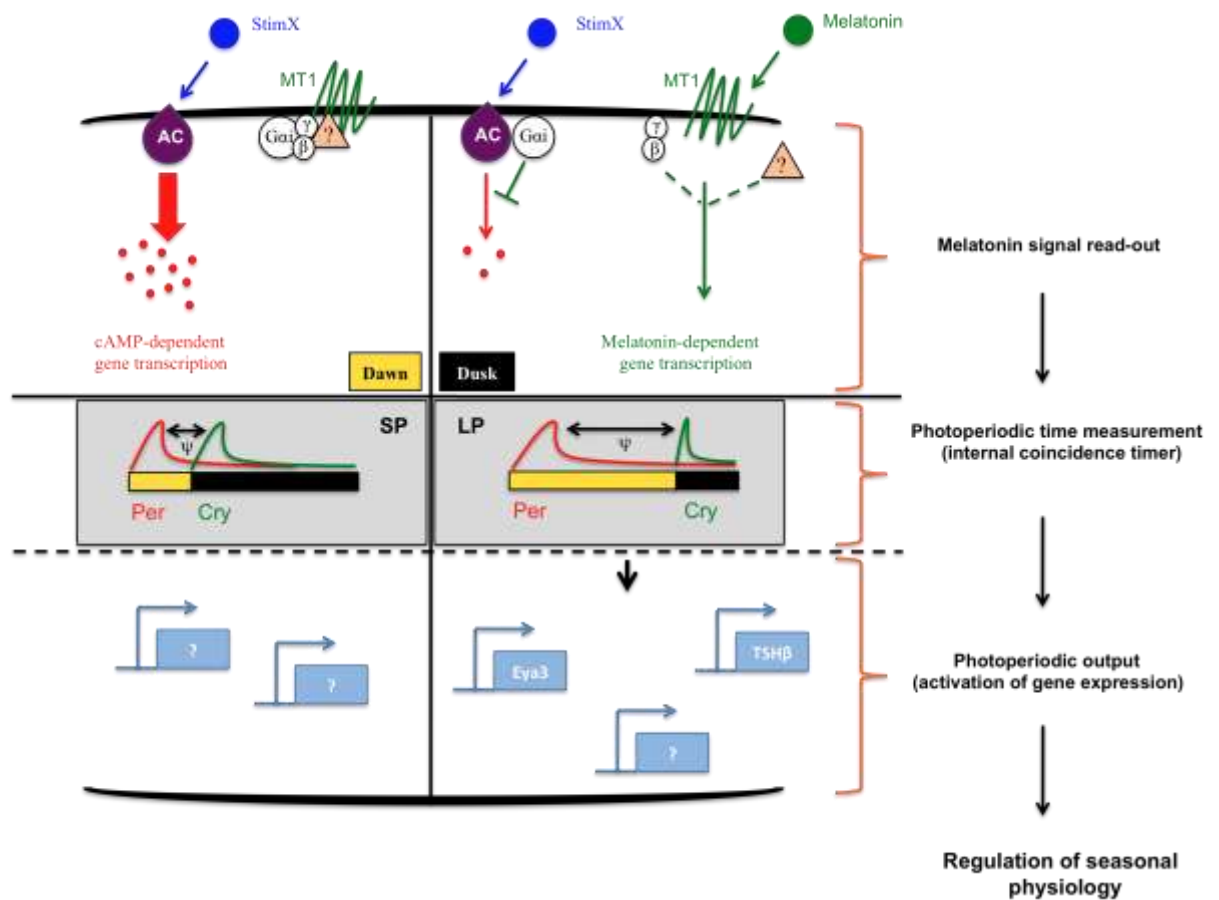 StimX
StimX
Melatonin
MT1
MT1
AC
Gαi
γ
β
?
AC
Gαi
γ
β
?
Melatonin signal read-out
cAMP-dependent
gene transcription
Melatonin-dependent
gene transcription
Dawn
Dusk
SP
LP
ψ
ψ
Per
Cry
Per
Cry
Photoperiodic time measurement
(internal coincidence timer)
?
?
Eya3
TSHβ
?
Photoperiodic output
(activation of gene expression)
Regulation of seasonal
physiology